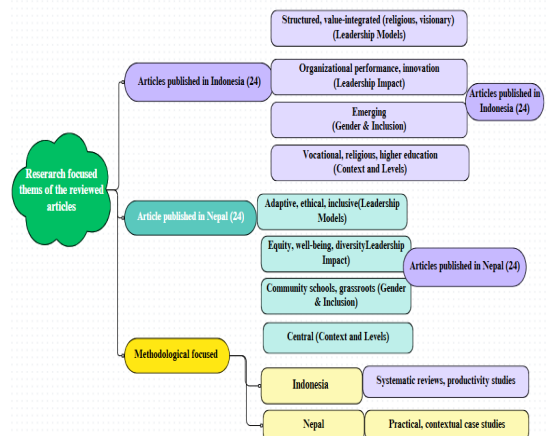 Structured, value-integrated (religious, visionary)
(Leadership Models)
Articles published in Indonesia (24)
Organizational performance, innovation
(Leadership Impact)
Articles published in
Indonesia (24)
Emerging
(Gender & Inclusion)
Vocational, religious, higher education
(Context and Levels)
Reserarch focused
thems of the reviewed
articles
Article published in Nepal (24)
Adaptive, ethical, inclusive(Leadership
Models)
Equity, well-being, diversityLeadership
Impact)
Articles published in Nepal (24)
Community schools, grassroots (Gender
& Inclusion)
Central (Context and Levels)
Methodological focused
Indonesia
Systematic reviews, productivity studies
Nepal
Practical, contextual case studies